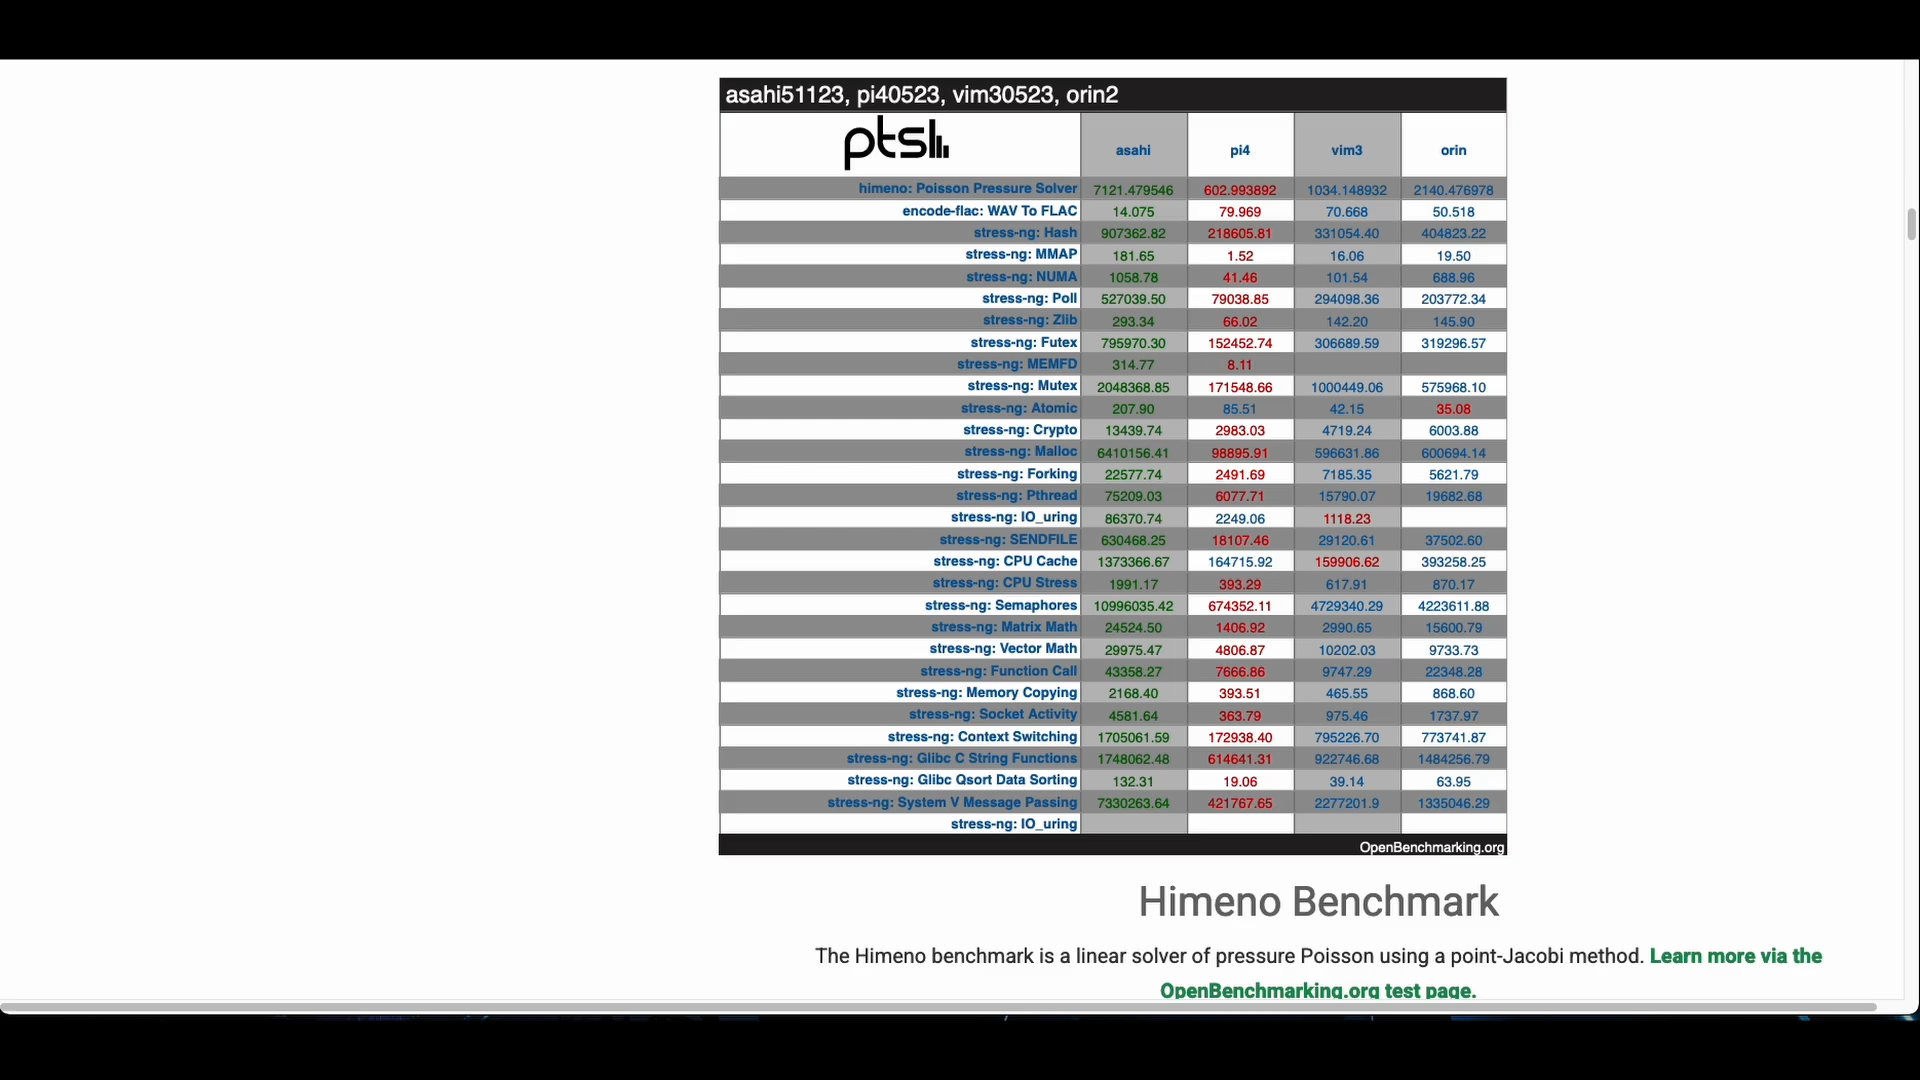 asahi51123, pi40523, vim30523, orin2
pts asahi pi4 vim3 orin
himeno: Poisson Pressure Solver 7121.479546 602.993892 1034.148932 2140.476978
encode-flac: WAV To FLAC 14.075 79.969 70.668 50.518
stress-ng: Hash 907362.82 218605.81 331054.40 404823.22
stress-ng: MMAP 181.65 1.52 16.06 19.50
stress-ng: NUMA 1058.78 41.46 101.54 688.96
stress-ng: Poll 527039.50 79038.85 294098.36 203772.34
stress-ng: Zlib 293.34 66.02 142.20 145.90
stress-ng: Futex 795970.30 152452.74 306689.59 319296.57
stress-ng: MEMFD 314.77 8.11
stress-ng: Mutex 2048368.85 171548.66 1000449.06 575968.10
stress-ng: Atomic 207.90 85.51 42.15 35.08
stress-ng: Crypto 13439.74 2983.03 4719.24 6003.88
stress-ng: Malloc 6410156.41 98895.91 596631.86 600694.14
stress-ng: Forking 22577.74 2491.69 7185.35 5621.79
stress-ng: Pthread 75209.03 6077.71 15790.07 19682.68
stress-ng: IO_uring 86370.74 2249.06 1118.23
stress-ng: SENDFILE 630468.25 18107.46 29120.61 37502.60
stress-ng: CPU Cache 1373366.67 164715.92 159906.62 393258.25
stress-ng: CPU Stress 1991.17 393.29 617.91 870.17
stress-ng: Semaphores 10996035.42 674352.11 4729340.29 4223611.88
stress-ng: Matrix Math 24524.50 1406.92 2990.65 15600.79
stress-ng: Vector Math 29975.47 4806.87 10202.03 9733.73
stress-ng: Function Call 43358.27 7666.86 9747.29 22348.28
stress-ng: Memory Copying 2168.40 393.51 465.55 868.60
stress-ng: Socket Activity 4581.64 363.79 975.46 1737.97
stress-ng: Context Switching 1705061.59 172938.40 795226.70 773741.87
stress-ng: Glibc C String Functions 1748062.48 614641.31 922746.68 1484256.79
stress-ng: Glibc Qsort Data Sorting 132.31 19.06 39.14 63.95
stress-ng: System V Message Passing 7330263.64 421767.65 2277201.9 1335046.29
stress-ng: IO_uring
OpenBenchmarking.org
Himeno Benchmark
The Himeno benchmark is a linear solver of pressure Poisson using a point-Jacobi method. Learn more via the
OpenBenchmarking.org test page.